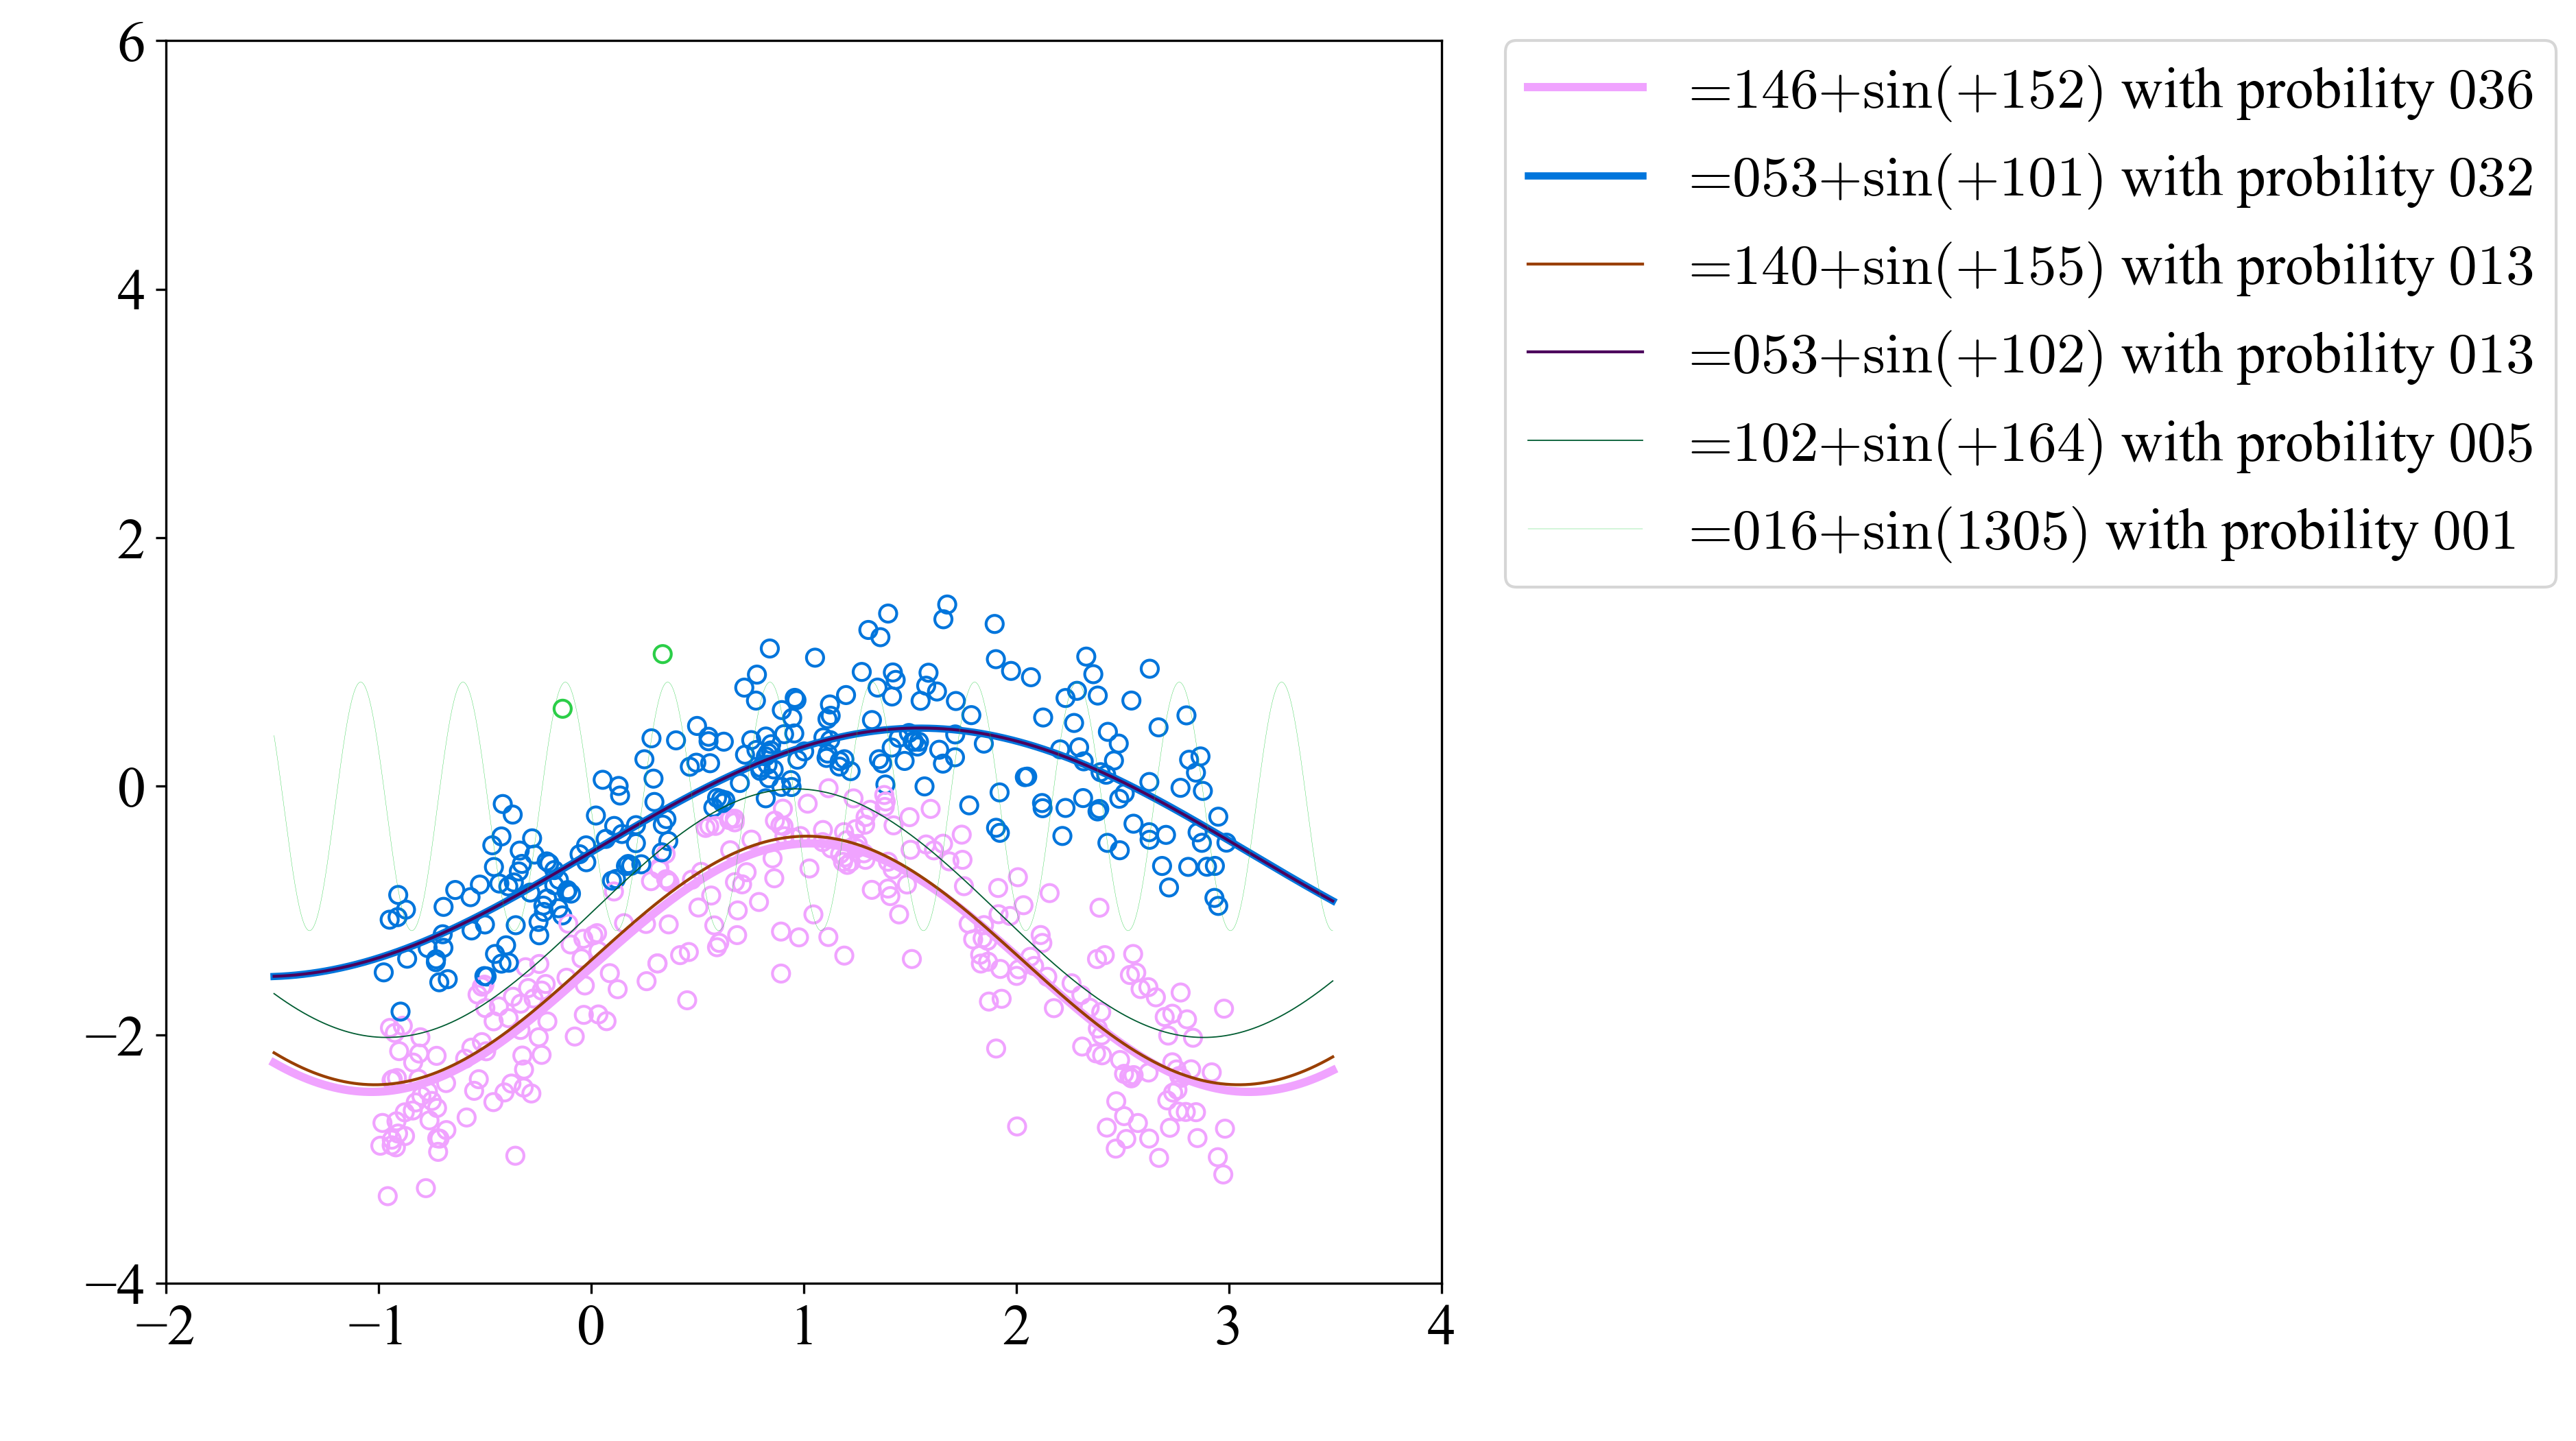 6
4
2
0
−2
−4
−2 −1 0 1 2 3 4
=146+sin(+152) with probility 036
=053+sin(+101) with probility 032
=140+sin(+155) with probility 013
=053+sin(+102) with probility 013
=102+sin(+164) with probility 005
=016+sin(1305) with probility 001